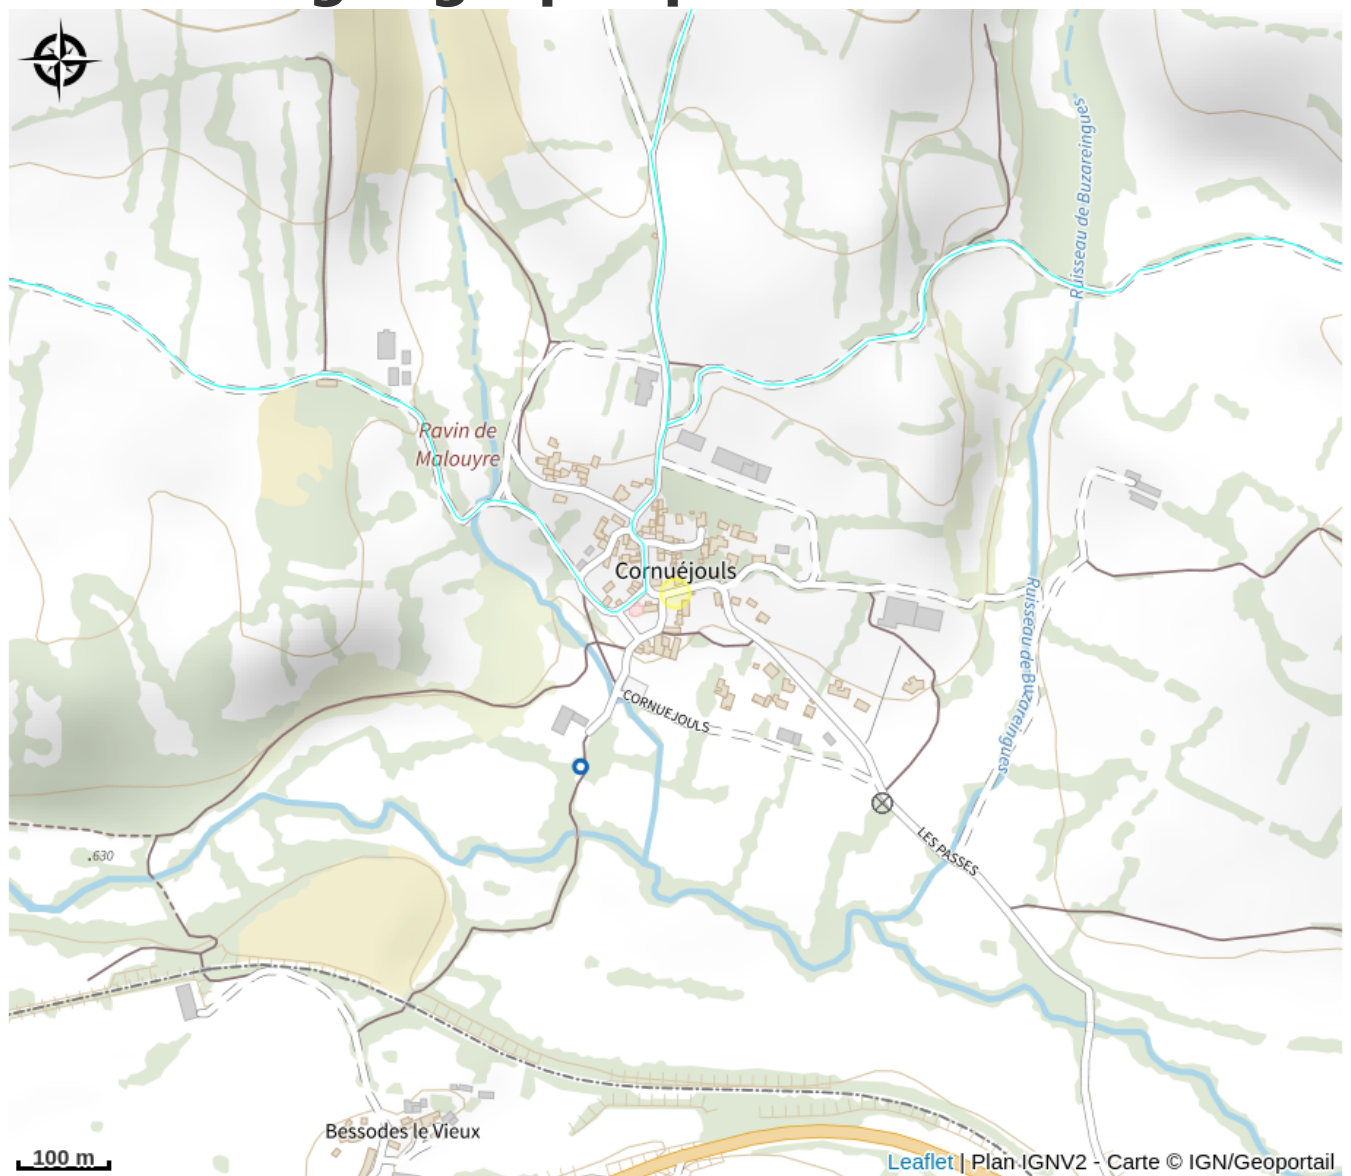 Ruisseau de Buzareingues
Ravin de
Malouyre
Cornuéjouls
Ruisseau de Buzareingues
CORNUEJOULS
LES PASSES
.630
Bessodes le Vieux
100 m
Leaflet | Plan IGNV2 - Carte © IGN/Geoportail